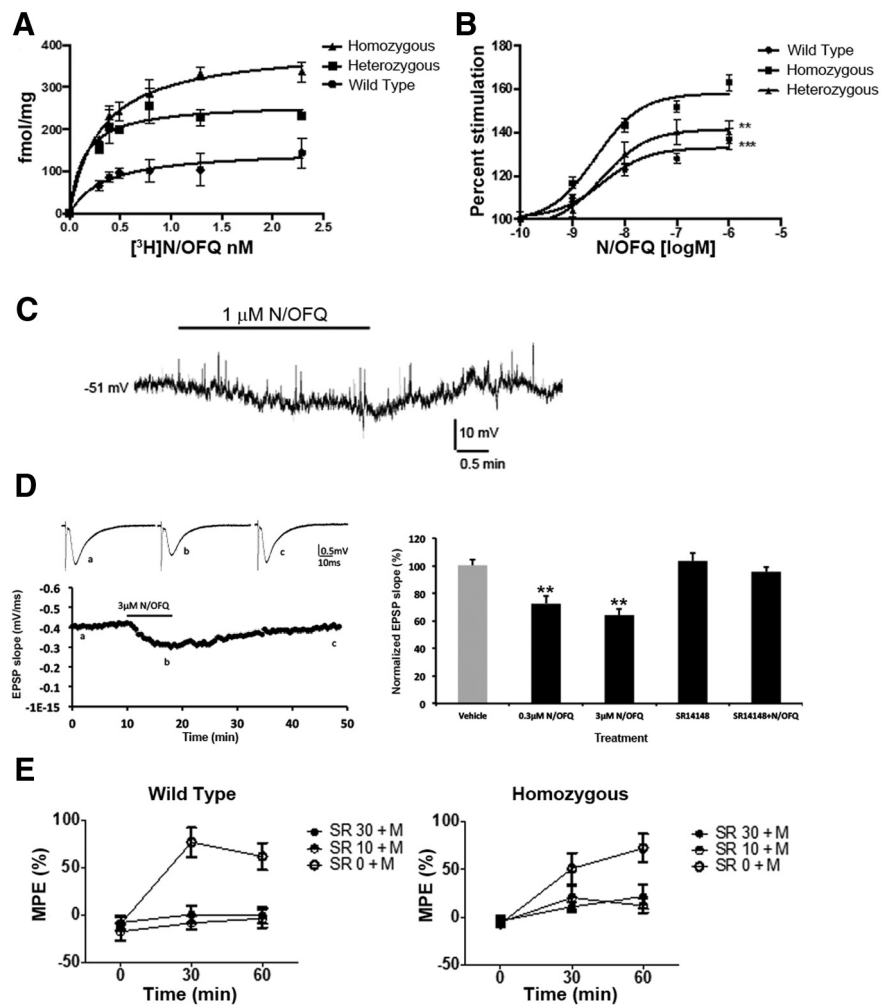 A
fmol/mg
400
300
200
100
0
0.0 0.5 1.0 1.5 2.0 2.5
[³H]N/OFQ nM
Homozygous
Heterozygous
Wild Type
B
Percent stimulation
180
160
140
120
100
-10 -9 -8 -7 -6 -5
N/OFQ [logM]
Wild Type
Homozygous
Heterozygous
**
***
C
1 µM N/OFQ
-51 mV
10 mV
0.5 min
D
a
b
c
0.5mV
10ms
EPSP slope (mV/ms)
-0.6
-0.5
-0.4
-0.3
-0.2
-0.1
-1E-15
3µM N/OFQ
a
b
c
0 10 20 30 40 50
Time (min)
Normalized EPSP slope (%)
120
100
80
60
40
20
0
**
**
Vehicle 0.3µM N/OFQ 3µM N/OFQ SR14148 SR14148+N/OFQ
Treatment
E
Wild Type
MPE (%)
100
50
0
-50
0 30 60
Time (min)
SR 30 + M
SR 10 + M
SR 0 + M
Homozygous
MPE (%)
100
50
0
-50
0 30 60
Time (min)
SR 30 + M
SR 10 + M
SR 0 + M